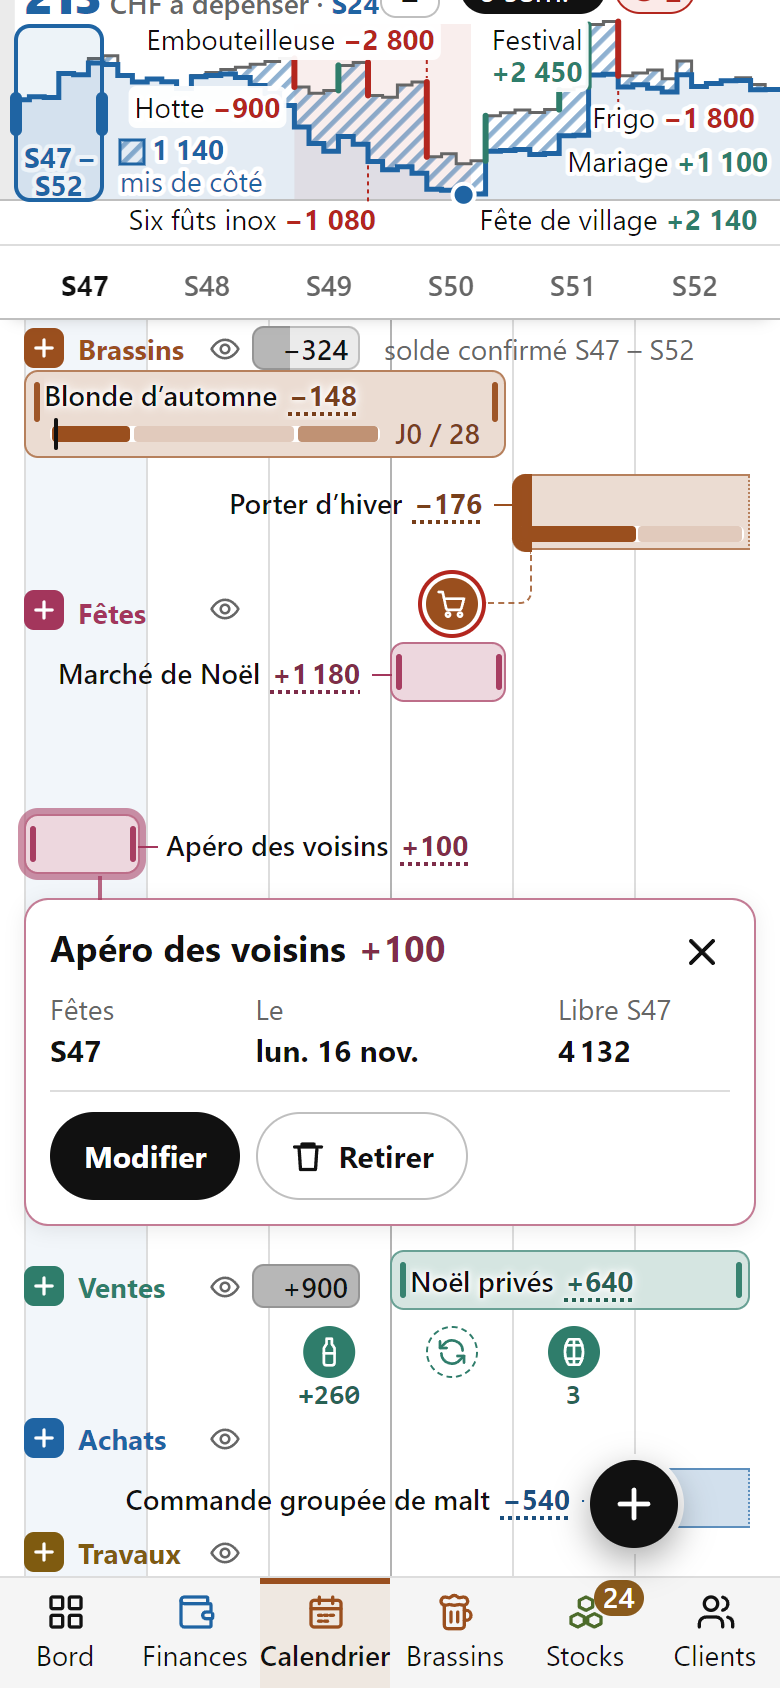 213 CHF à dépenser · S24
Embouteilleuse −2 800
Festival
+2 450
Hotte −900
Frigo −1 800
S47 –
S52
1 140
mis de côté
Mariage +1 100
Six fûts inox −1 080
Fête de village +2 140
S47 S48 S49 S50 S51 S52
Brassins −324 solde confirmé S47 – S52
Blonde d’automne −148
J0 / 28
Porter d’hiver −176
Fêtes
Marché de Noël +1 180
Apéro des voisins +100
Apéro des voisins +100
Fêtes Le Libre S47
S47 lun. 16 nov. 4 132
Modifier Retirer
Ventes +900 Noël privés +640
+260 3
Achats
Commande groupée de malt −540
Travaux
24
Bord Finances Calendrier Brassins Stocks Clients